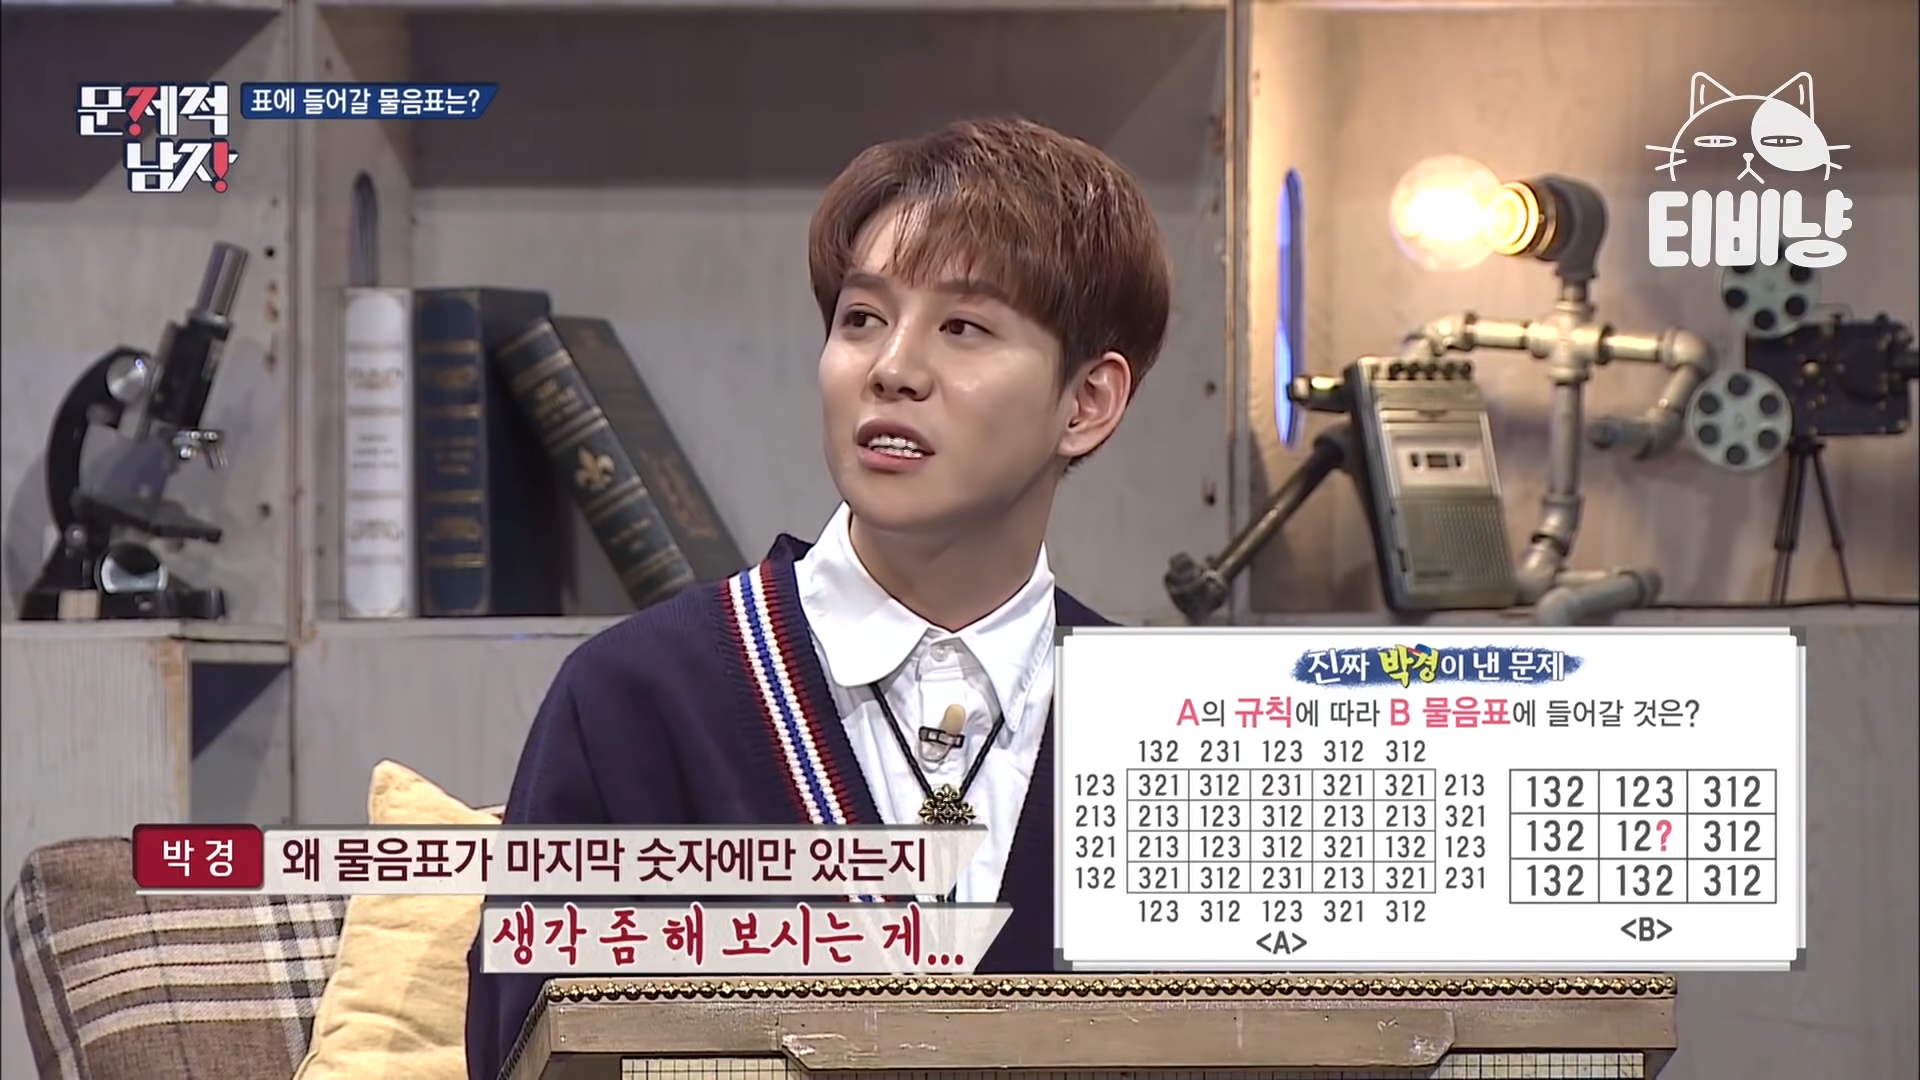 문제적
남자
표에 들어갈 물음표는?
티비냥
진짜 박경이 낸 문제
A의 규칙에 따라 B 물음표에 들어갈 것은?
132 231 123 312 312
123 321 312 231 321 321 213
213 213 123 312 213 213 321
321 213 123 312 321 132 123
132 321 312 231 213 321 231
123 312 123 321 312
<A>
132 123 312
132 12? 312
132 132 312
<B>
박경 왜 물음표가 마지막 숫자에만 있는지
생각 좀 해 보시는 게...